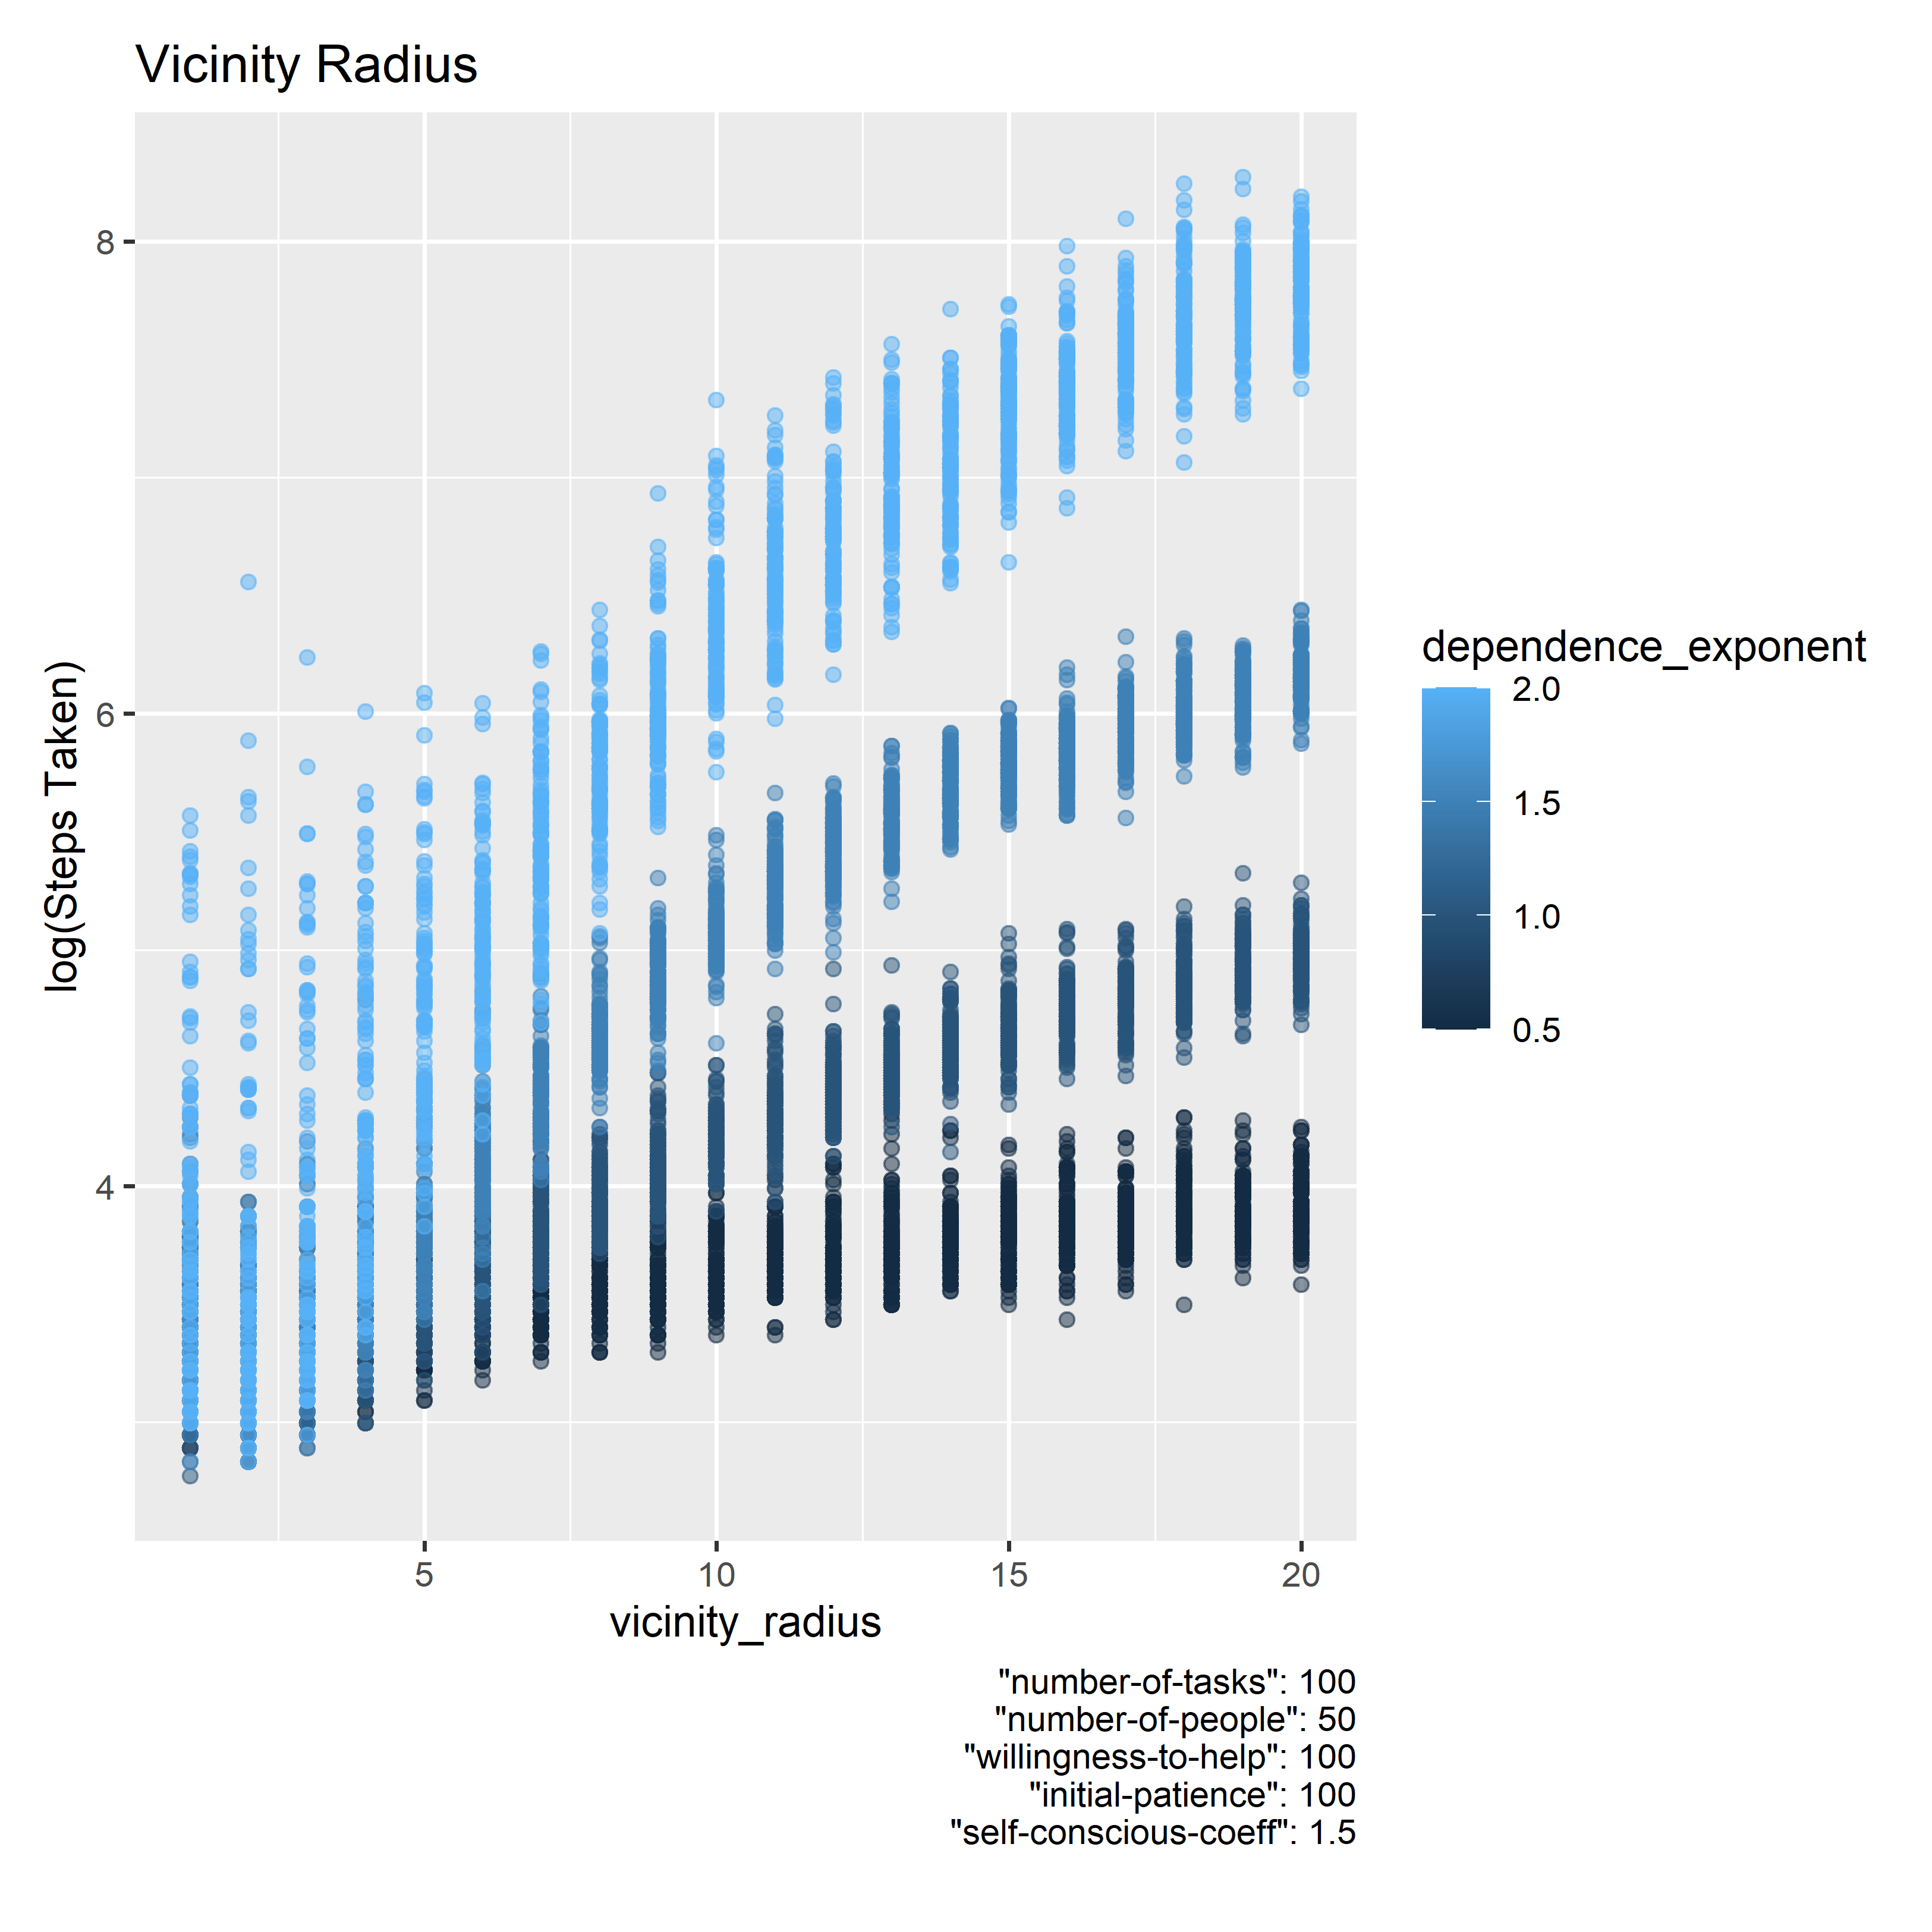 Vicinity Radius
log(Steps Taken)
8
6
4
5
10
15
20
vicinity_radius
dependence_exponent
2.0
1.5
1.0
0.5
"number-of-tasks": 100
"number-of-people": 50
"willingness-to-help": 100
"initial-patience": 100
"self-conscious-coeff": 1.5